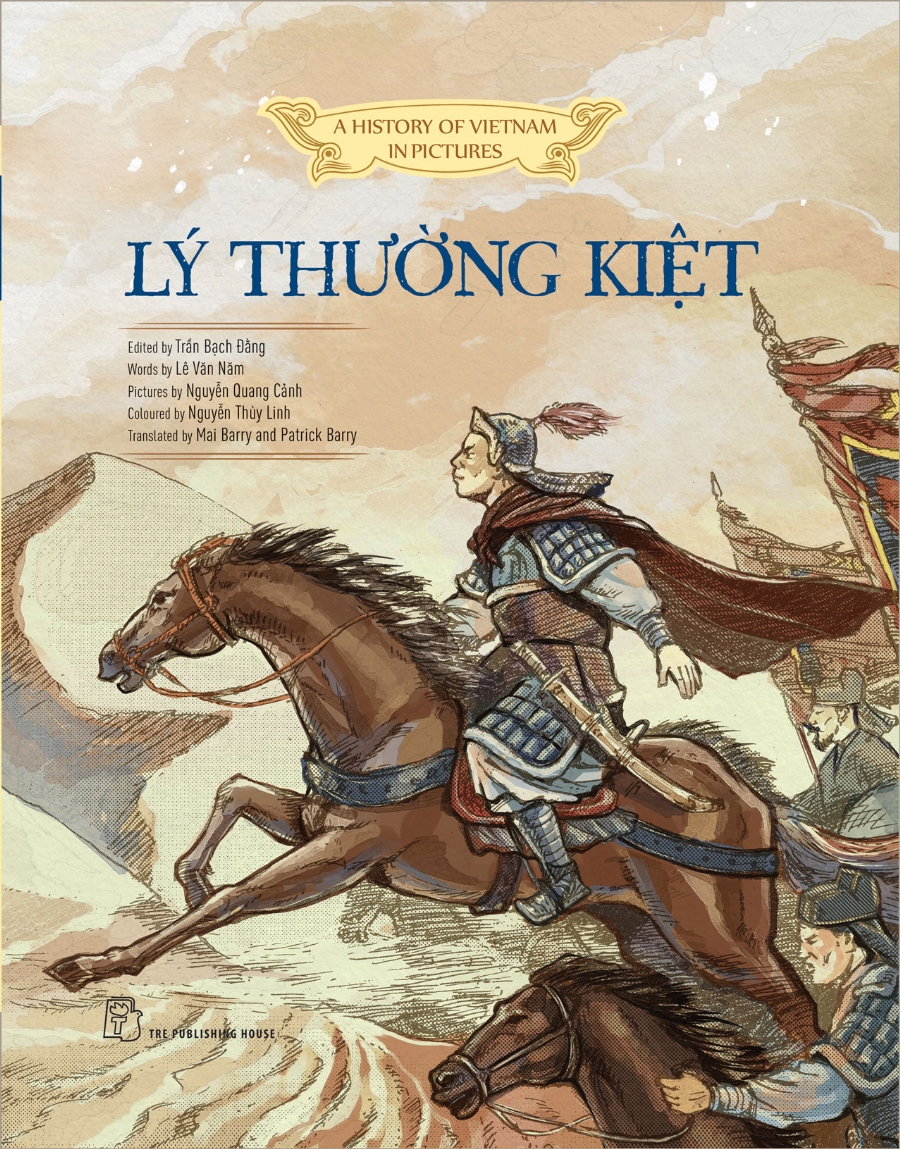 A HISTORY OF VIETNAM
IN PICTURES
LÝ THƯỜNG KIỆT
Edited by Trần Bạch Đằng
Words by Lê Văn Năm
Pictures by Nguyễn Quang Cảnh
Coloured by Nguyễn Thùy Linh
Translated by Mai Barry and Patrick Barry
TRE PUBLISHING HOUSE